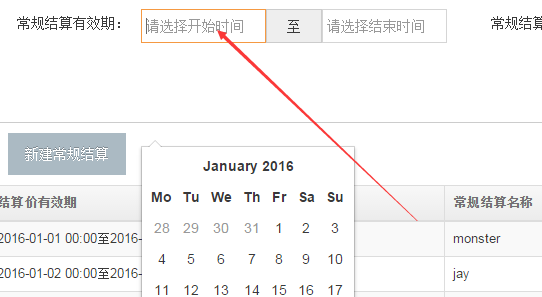 常规结算有效期： 请选择开始时间 至 请选择结束时间 常规结算
新建常规结算
January 2016
结算价有效期 常规结算名称
Mo Tu We Th Fr Sa Su
28 29 30 31 1 2 3
2016-01-01 00:00至2016- monster
4 5 6 7 8 9 10
2016-01-02 00:00至2016- jay
11 12 13 14 15 16 17